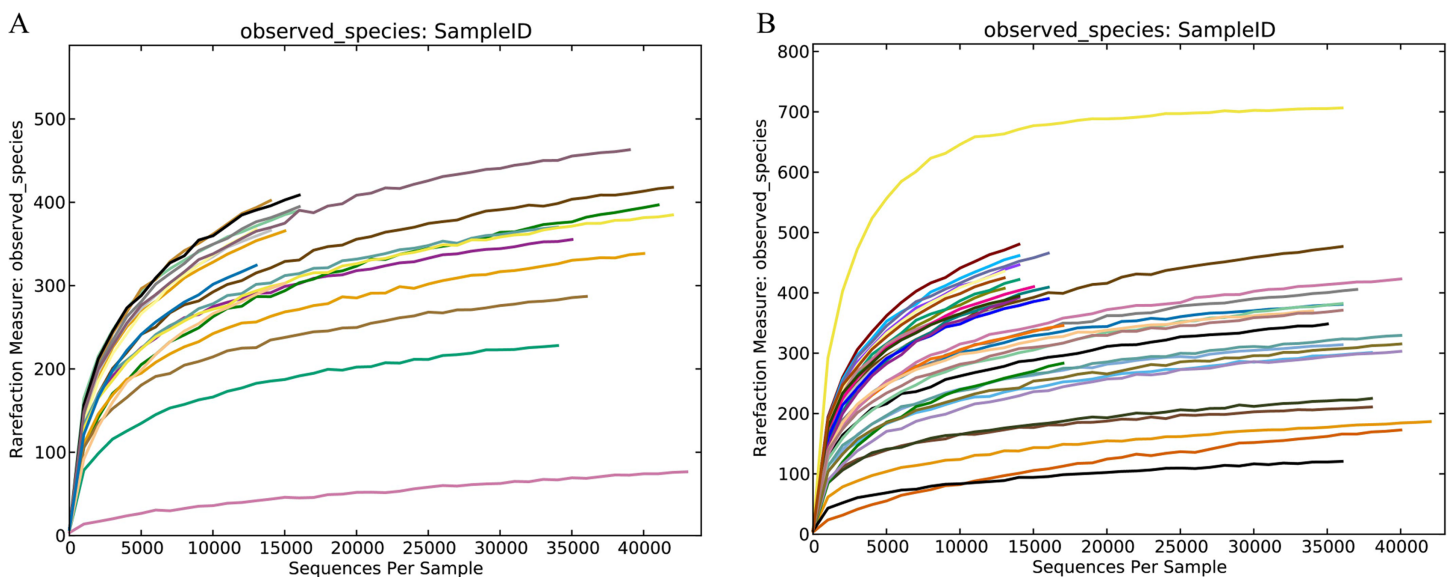 A
observed_species: SampleID
Rarefraction Measure: observed_species
500
400
300
200
100
0
0 5000 10000 15000 20000 25000 30000 35000 40000
Sequences Per Sample
B
observed_species: SampleID
Rarefraction Measure: observed_species
800
700
600
500
400
300
200
100
0
0 5000 10000 15000 20000 25000 30000 35000 40000
Sequences Per Sample